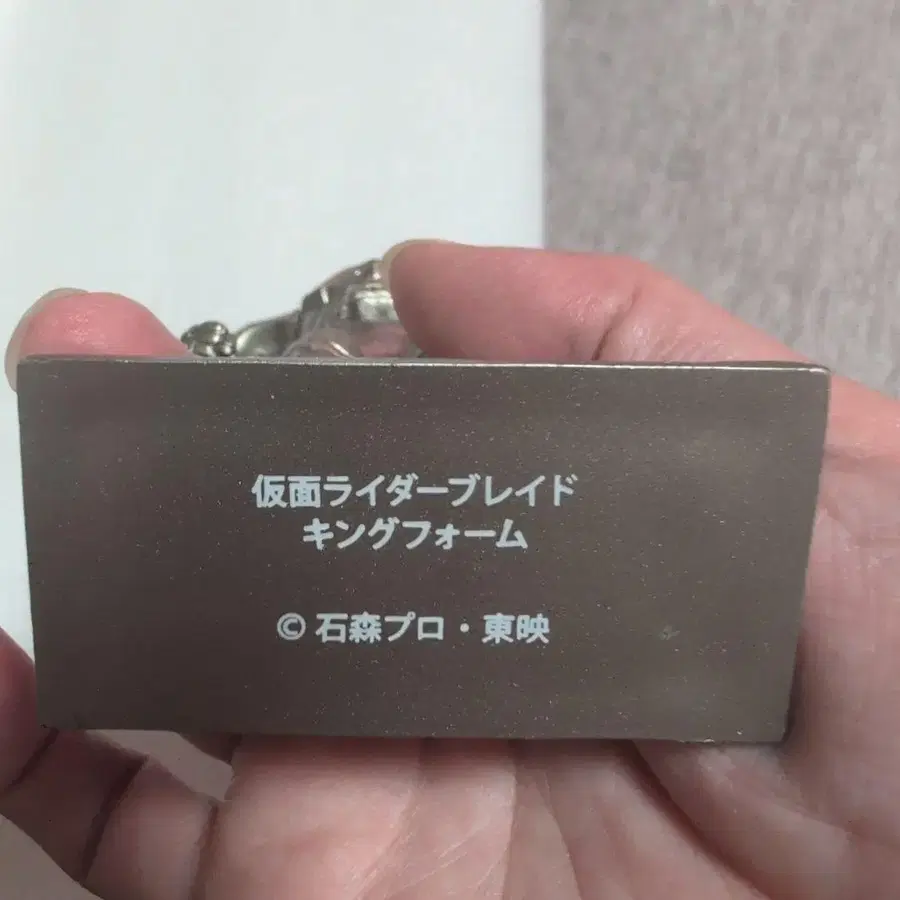 仮面ライダーブレイド
キングフォーム
© 石森プロ・東映